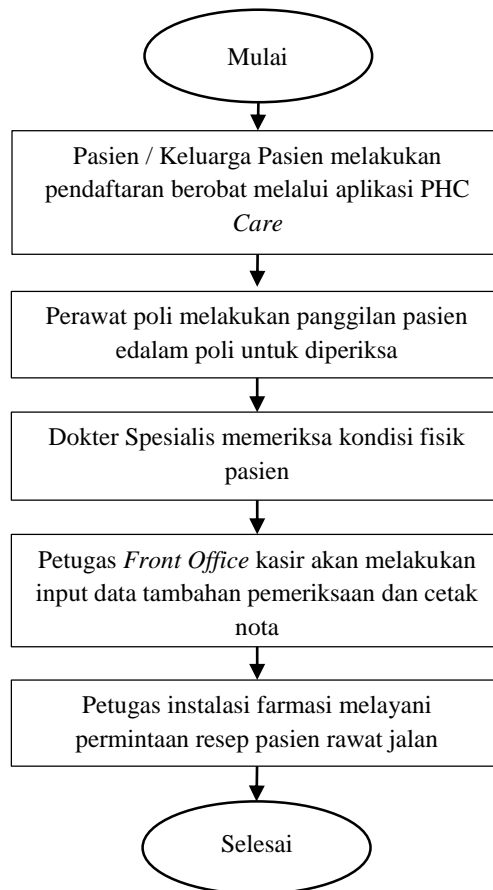 Mulai
Pasien / Keluarga Pasien melakukan
pendaftaran berobat melalui aplikasi PHC
Care
Perawat poli melakukan panggilan pasien
edalam poli untuk diperiksa
Dokter Spesialis memeriksa kondisi fisik
pasien
Petugas Front Office kasir akan melakukan
input data tambahan pemeriksaan dan cetak
nota
Petugas instalasi farmasi melayani
permintaan resep pasien rawat jalan
Selesai